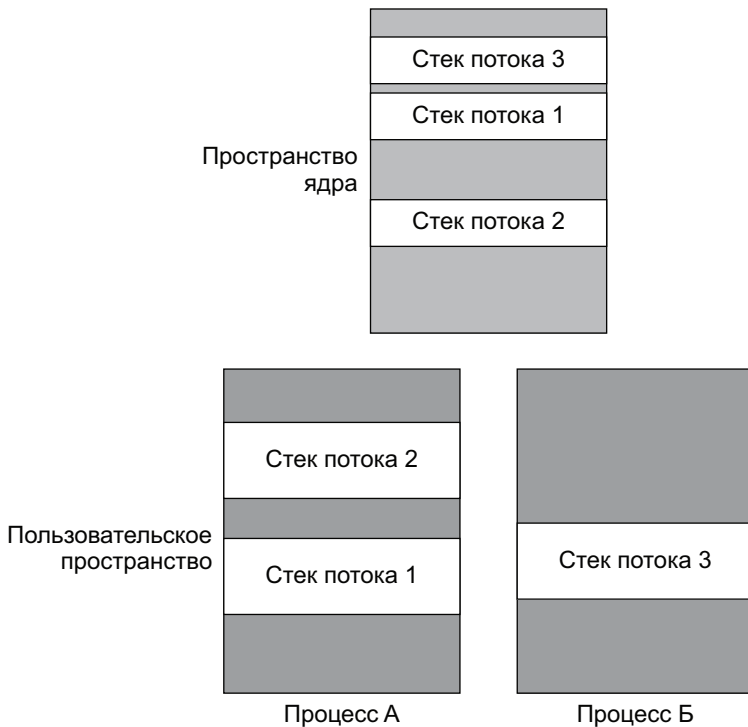 Стек потока 3
Стек потока 1
Пространство
ядра
Стек потока 2
Стек потока 2
Пользовательское
пространство
Стек потока 1
Стек потока 3
Процесс А
Процесс Б